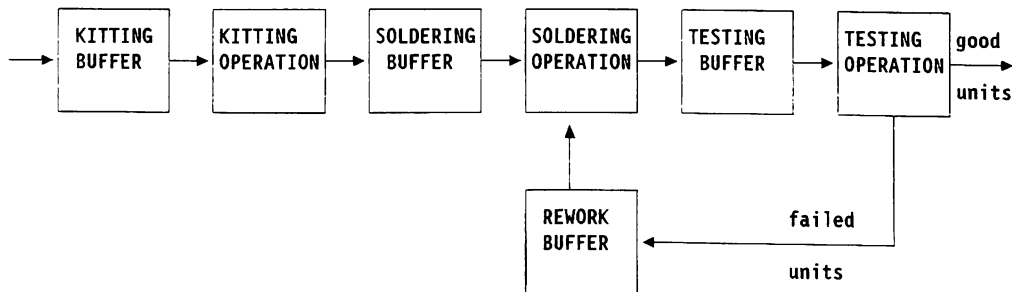 KITTING
BUFFER
KITTING
OPERATION
SOLDERING
BUFFER
SOLDERING
OPERATION
TESTING
BUFFER
TESTING
OPERATION
good
units
REWORK
BUFFER
failed
units